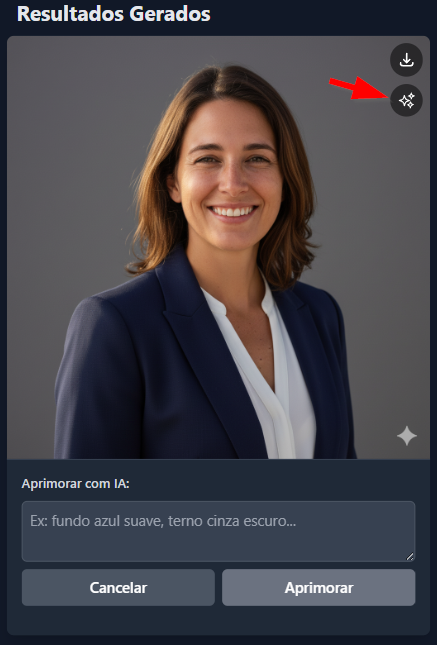 Resultados Gerados
Aprimorar com IA:
Ex: fundo azul suave, terno cinza escuro...
Cancelar
Aprimorar